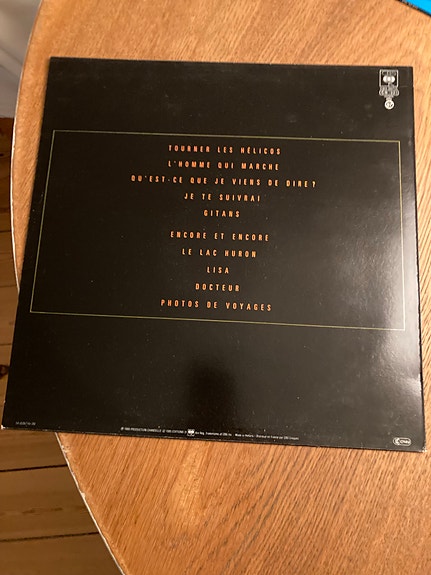 TOURNER LES HÉLICOS
L'HOMME QUI MARCHE
QU'EST-CE QUE JE VIENS DE DIRE?
JE TE SUIVRAI
GITANS
ENCORE ET ENCORE
LE LAC HURON
LISA
DOCTEUR
PHOTOS DE VOYAGES